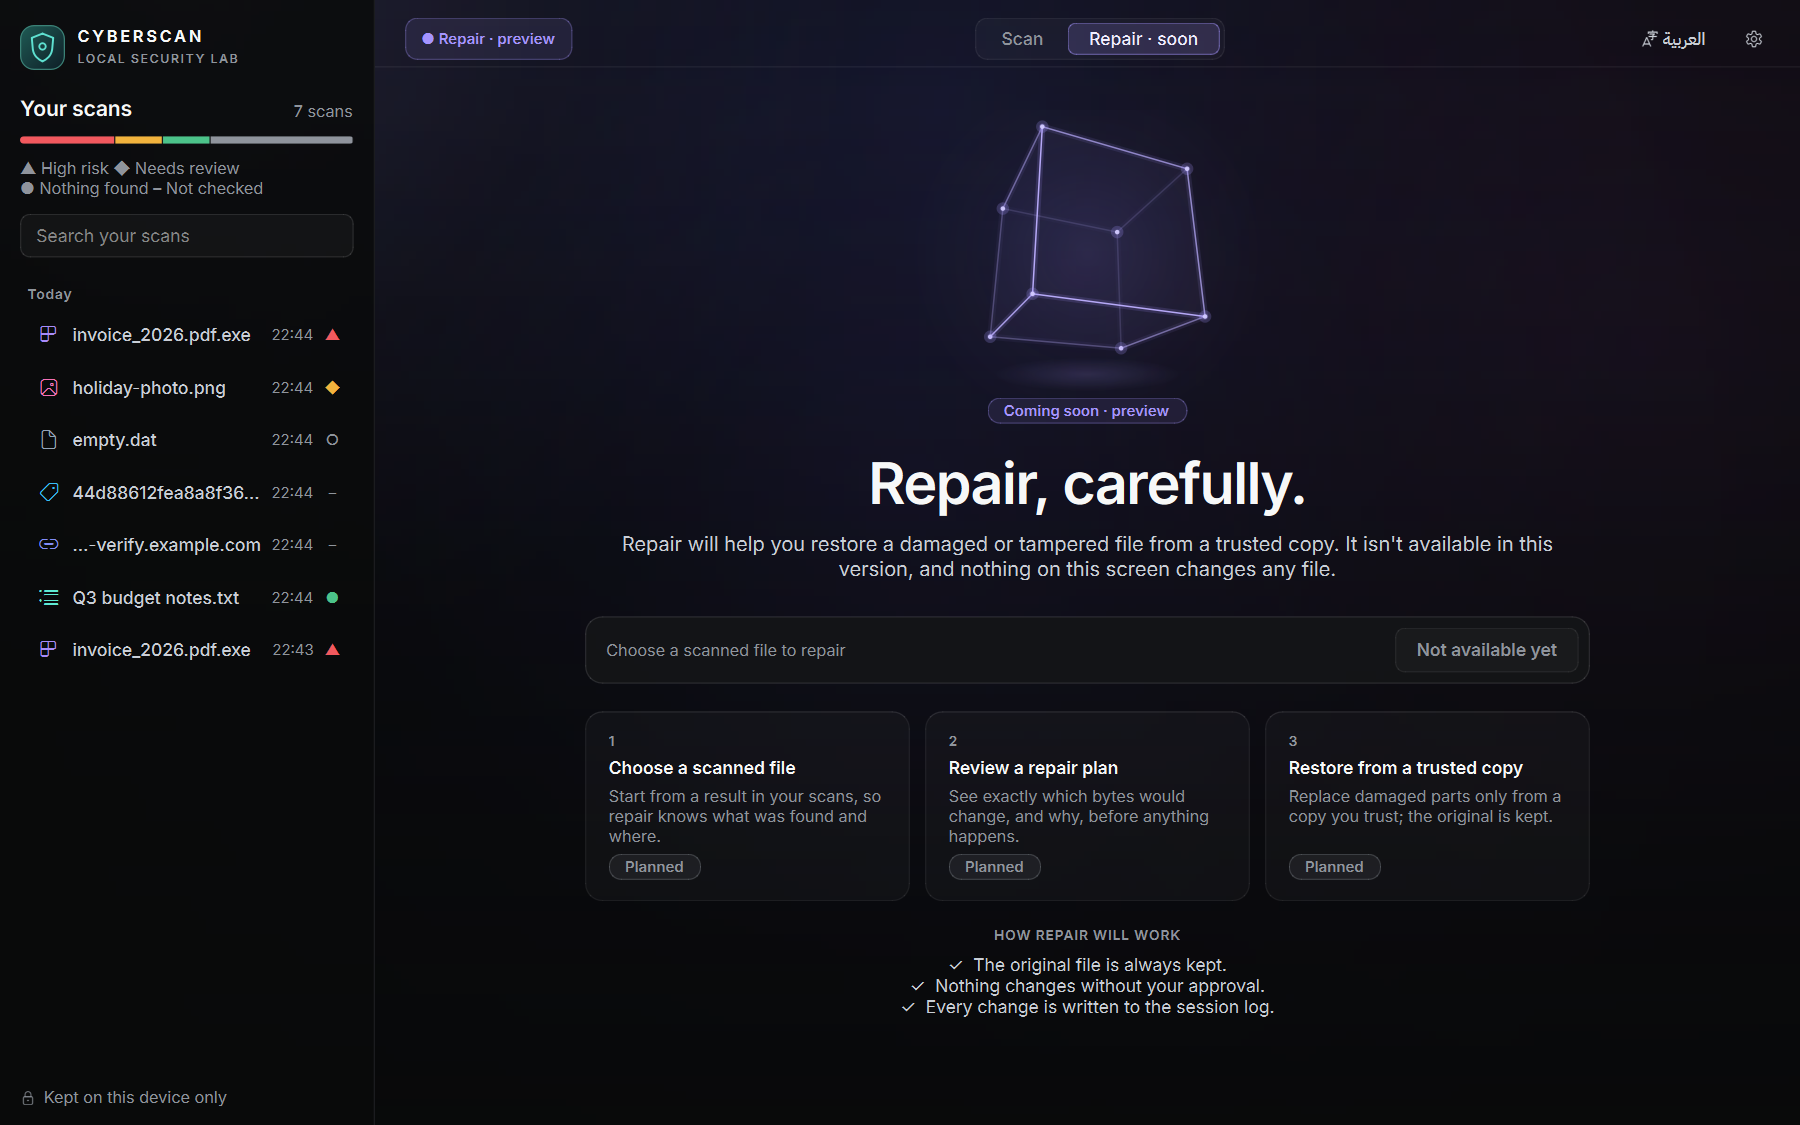 CYBERSCAN
LOCAL SECURITY LAB
Your scans
7 scans
High risk Needs review
Nothing found – Not checked
Search your scans
Today
invoice_2026.pdf.exe 22:44
holiday-photo.png 22:44
empty.dat 22:44
44d88612fea8a8f36... 22:44 –
...-verify.example.com 22:44 –
Q3 budget notes.txt 22:44
invoice_2026.pdf.exe 22:43
Kept on this device only
Repair · preview
Scan
Repair · soon
العربية
Coming soon · preview
Repair, carefully.
Repair will help you restore a damaged or tampered file from a trusted copy. It isn't available in this
version, and nothing on this screen changes any file.
Choose a scanned file to repair
Not available yet
1
Choose a scanned file
Start from a result in your scans, so
repair knows what was found and
where.
Planned
2
Review a repair plan
See exactly which bytes would
change, and why, before anything
happens.
Planned
3
Restore from a trusted copy
Replace damaged parts only from a
copy you trust; the original is kept.
Planned
HOW REPAIR WILL WORK
✓ The original file is always kept.
✓ Nothing changes without your approval.
✓ Every change is written to the session log.